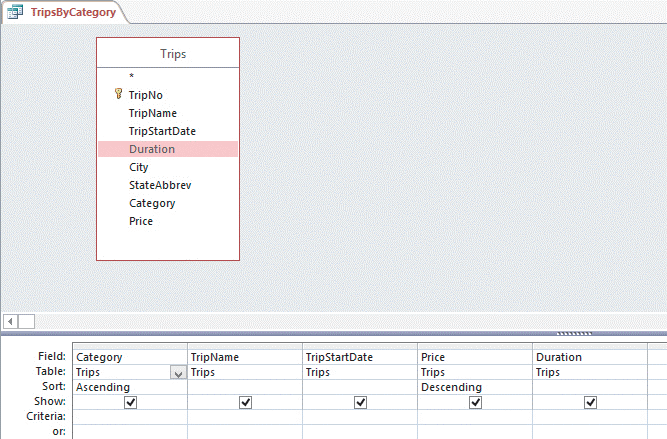 TripsByCategory
Trips
*
TripNo
TripName
TripStartDate
Duration
City
StateAbbrev
Category
Price
Field: Category TripName TripStartDate Price Duration
Table: Trips Trips Trips Trips Trips
Sort: Ascending Descending
Show:
Criteria:
or: